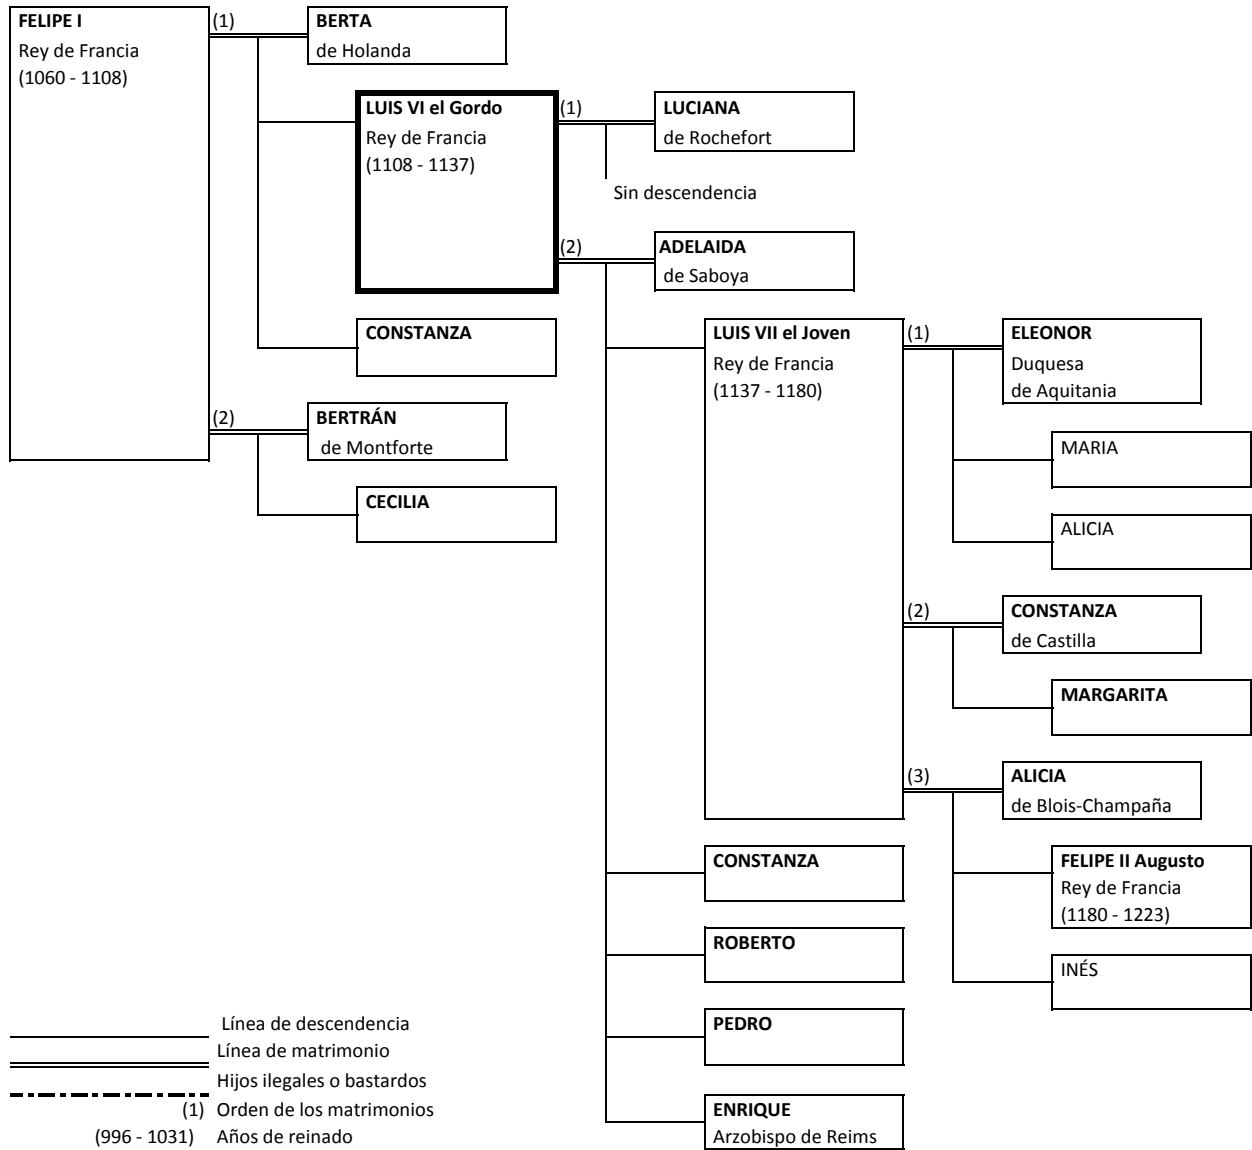 FELIPE I
Rey de Francia
(1060 - 1108)
(1)
BERTA
de Holanda
LUIS VI el Gordo
Rey de Francia
(1108 - 1137)
(1)
LUCIANA
de Rochefort
Sin descendencia
(2)
ADELAIDA
de Saboya
CONSTANZA
(2)
BERTRÁN
de Montforte
CECILIA
LUIS VII el Joven
Rey de Francia
(1137 - 1180)
(1)
ELEONOR
Duquesa
de Aquitania
MARIA
ALICIA
(2)
CONSTANZA
de Castilla
MARGARITA
(3)
ALICIA
de Blois-Champaña
FELIPE II Augusto
Rey de Francia
(1180 - 1223)
INÉS
CONSTANZA
ROBERTO
PEDRO
ENRIQUE
Arzobispo de Reims
Línea de descendencia
Línea de matrimonio
Hijos ilegales o bastardos
(1) Orden de los matrimonios
(996 - 1031) Años de reinado